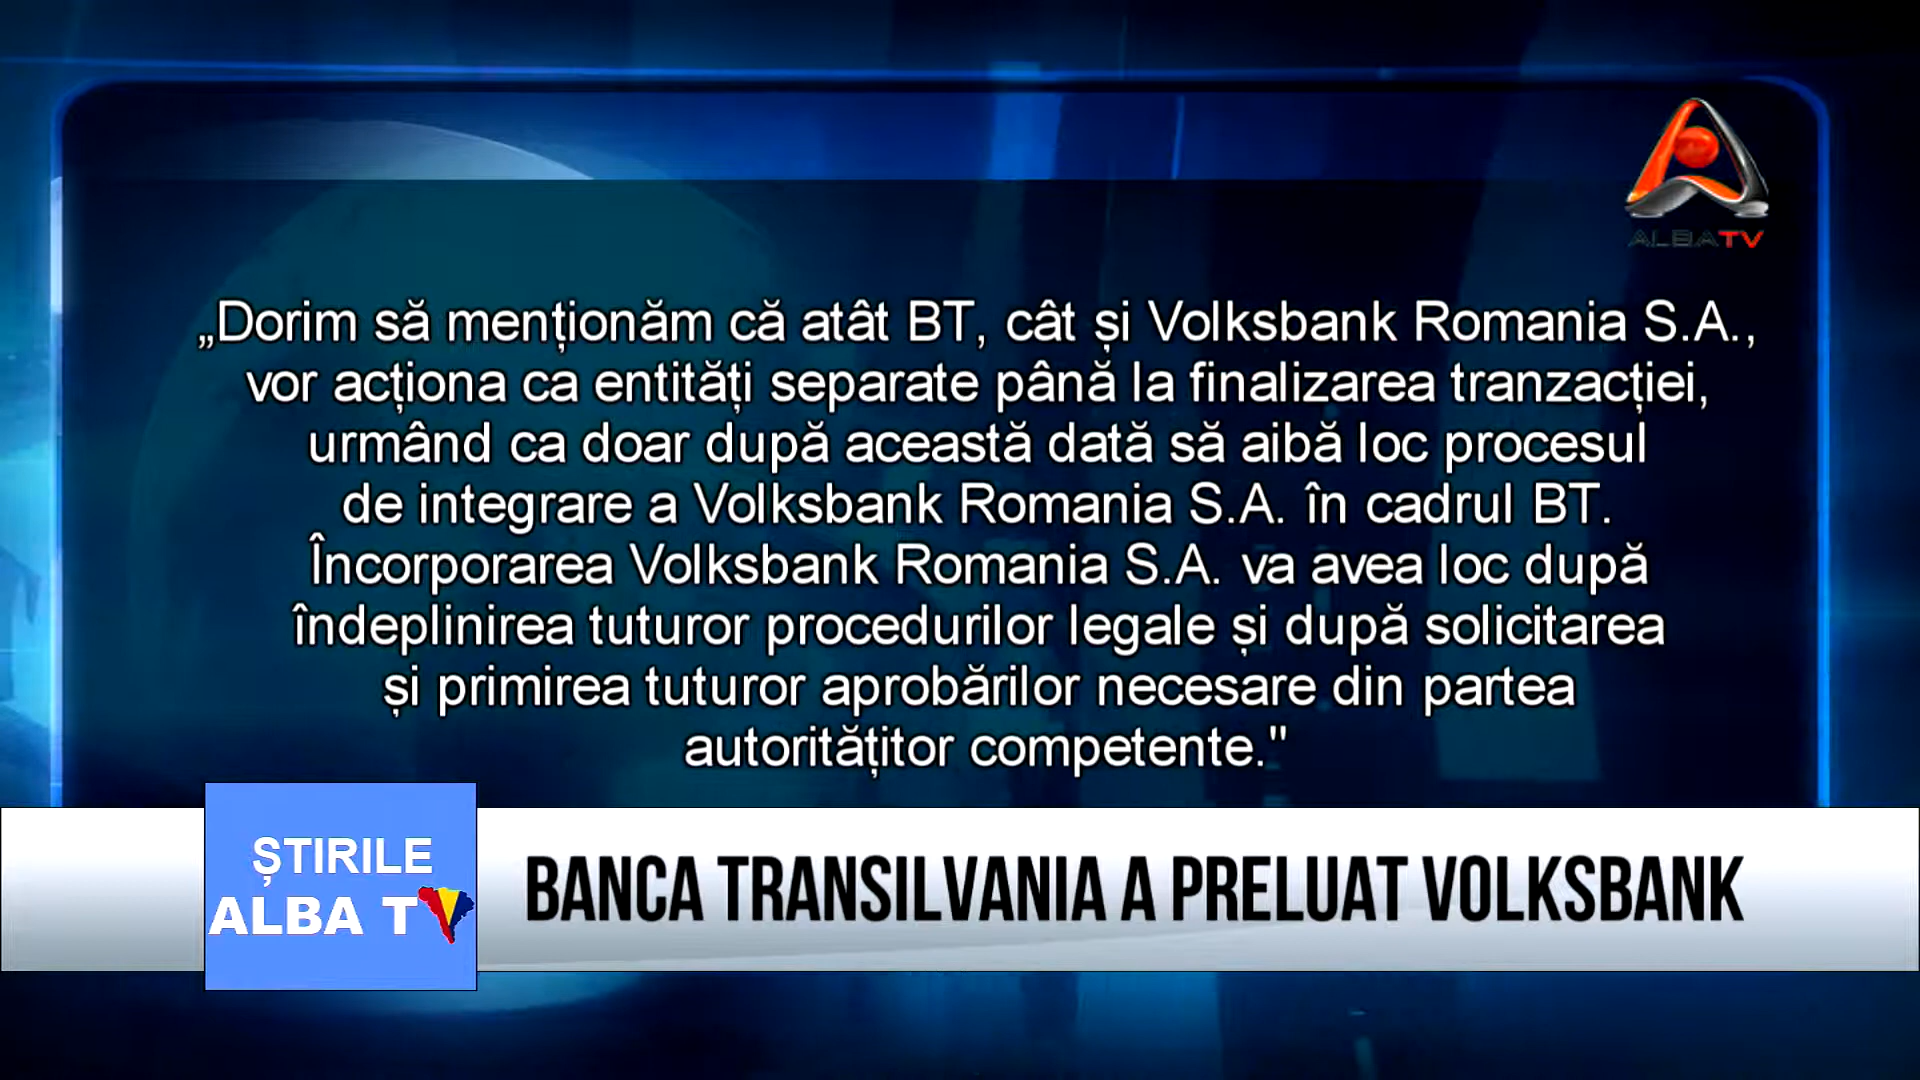 ALBATV
„Dorim să menționăm că atât BT, cât și Volksbank Romania S.A.,
vor acționa ca entități separate până la finalizarea tranzacției,
urmând ca doar după această dată să aibă loc procesul
de integrare a Volksbank Romania S.A. în cadrul BT.
Încorporarea Volksbank Romania S.A. va avea loc după
îndeplinirea tuturor procedurilor legale și după solicitarea
și primirea tuturor aprobărilor necesare din partea
autoritățitor competente."
ȘTIRILE
ALBA TV
BANCA TRANSILVANIA A PRELUAT VOLKSBANK